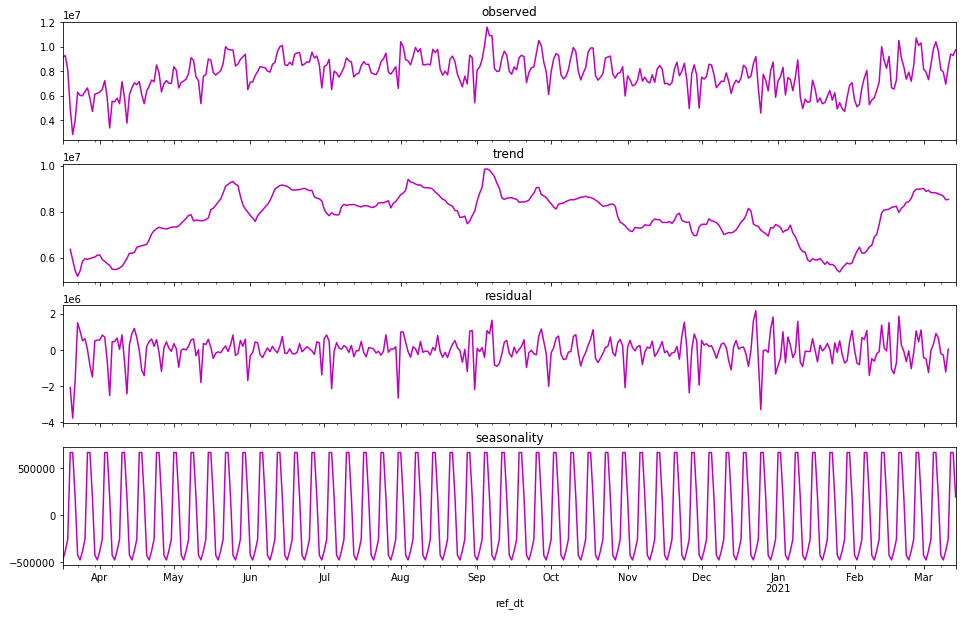 observed
1e7
1.2
1.0
0.8
0.6
0.4
trend
1e7
1.0
0.8
0.6
residual
1e6
2
0
−2
−4
seasonality
500000
0
−500000
Apr May Jun Jul Aug Sep Oct Nov Dec Jan Feb Mar
2021
ref_dt